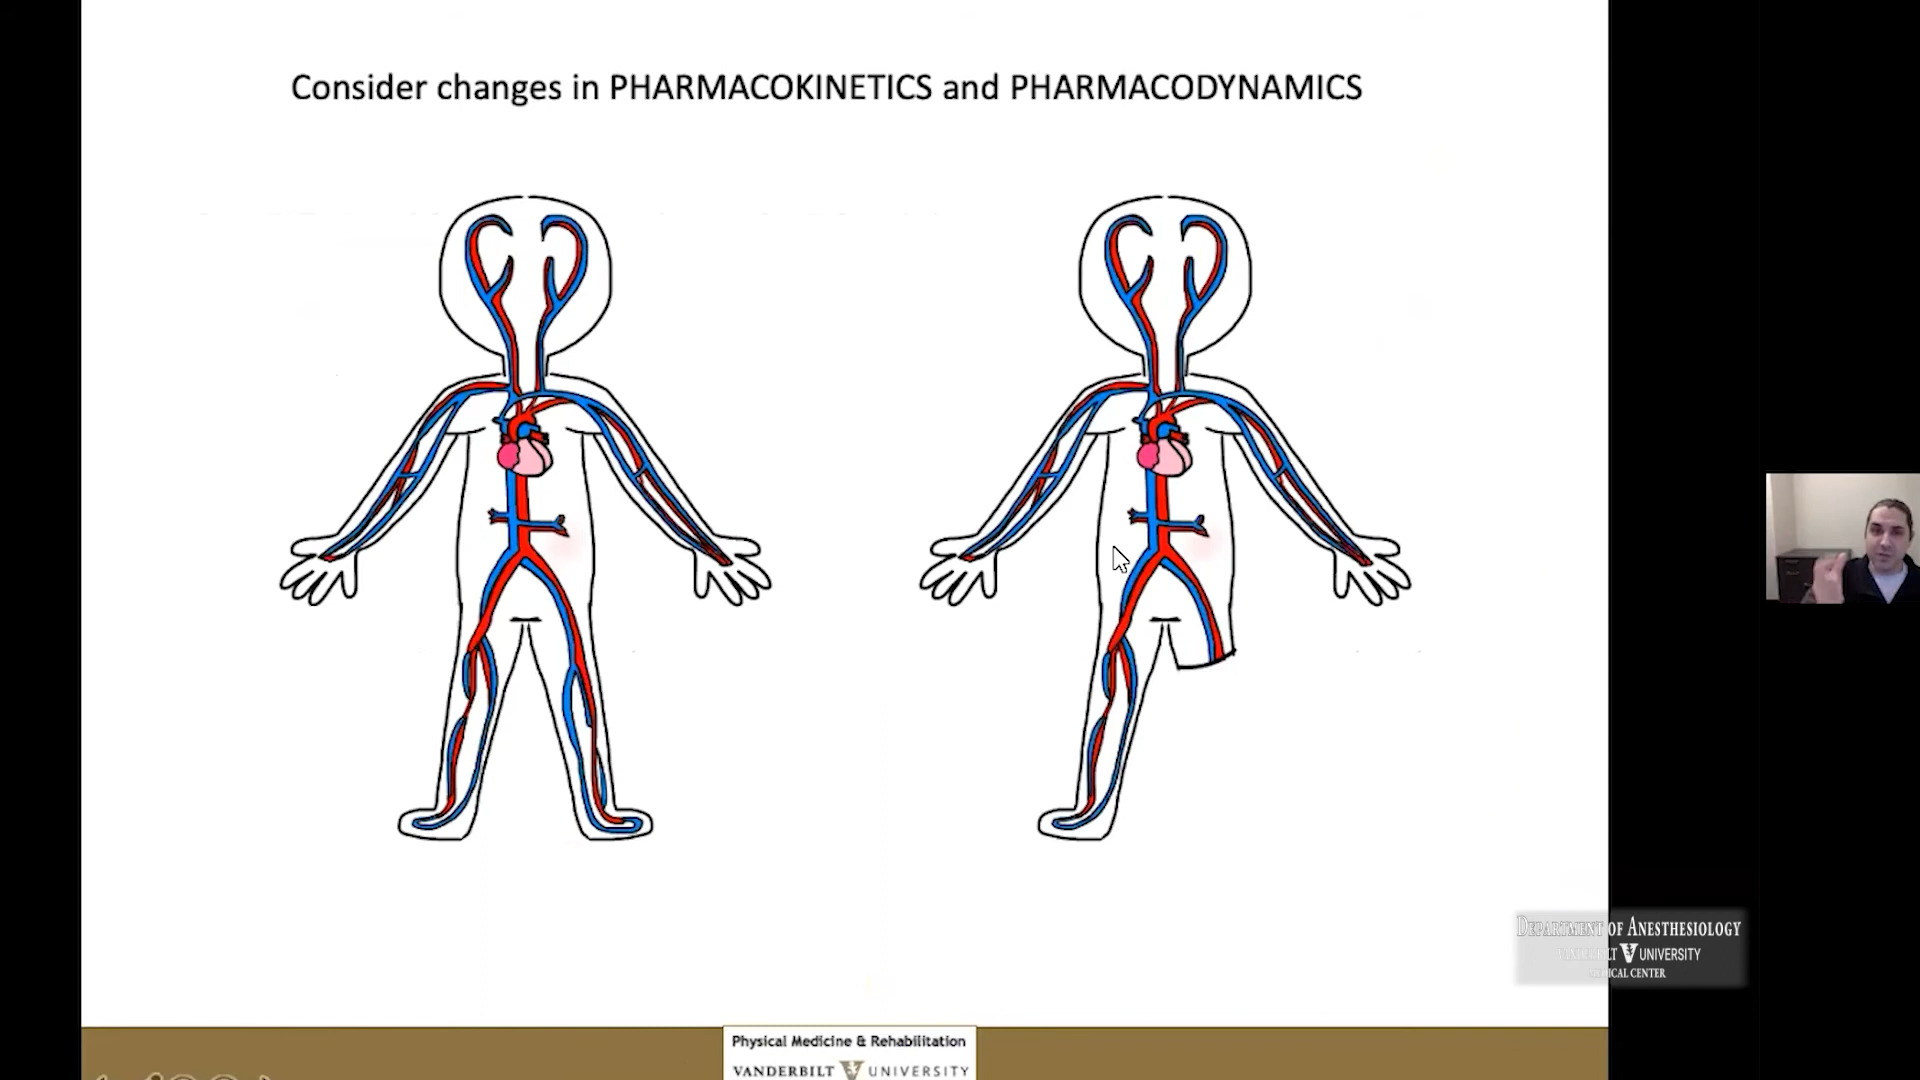 Consider changes in PHARMACOKINETICS and PHARMACODYNAMICS
DEPARTMENT OF ANESTHESIOLOGY
VANDERBILT UNIVERSITY
MEDICAL CENTER
Physical Medicine & Rehabilitation
VANDERBILT UNIVERSITY